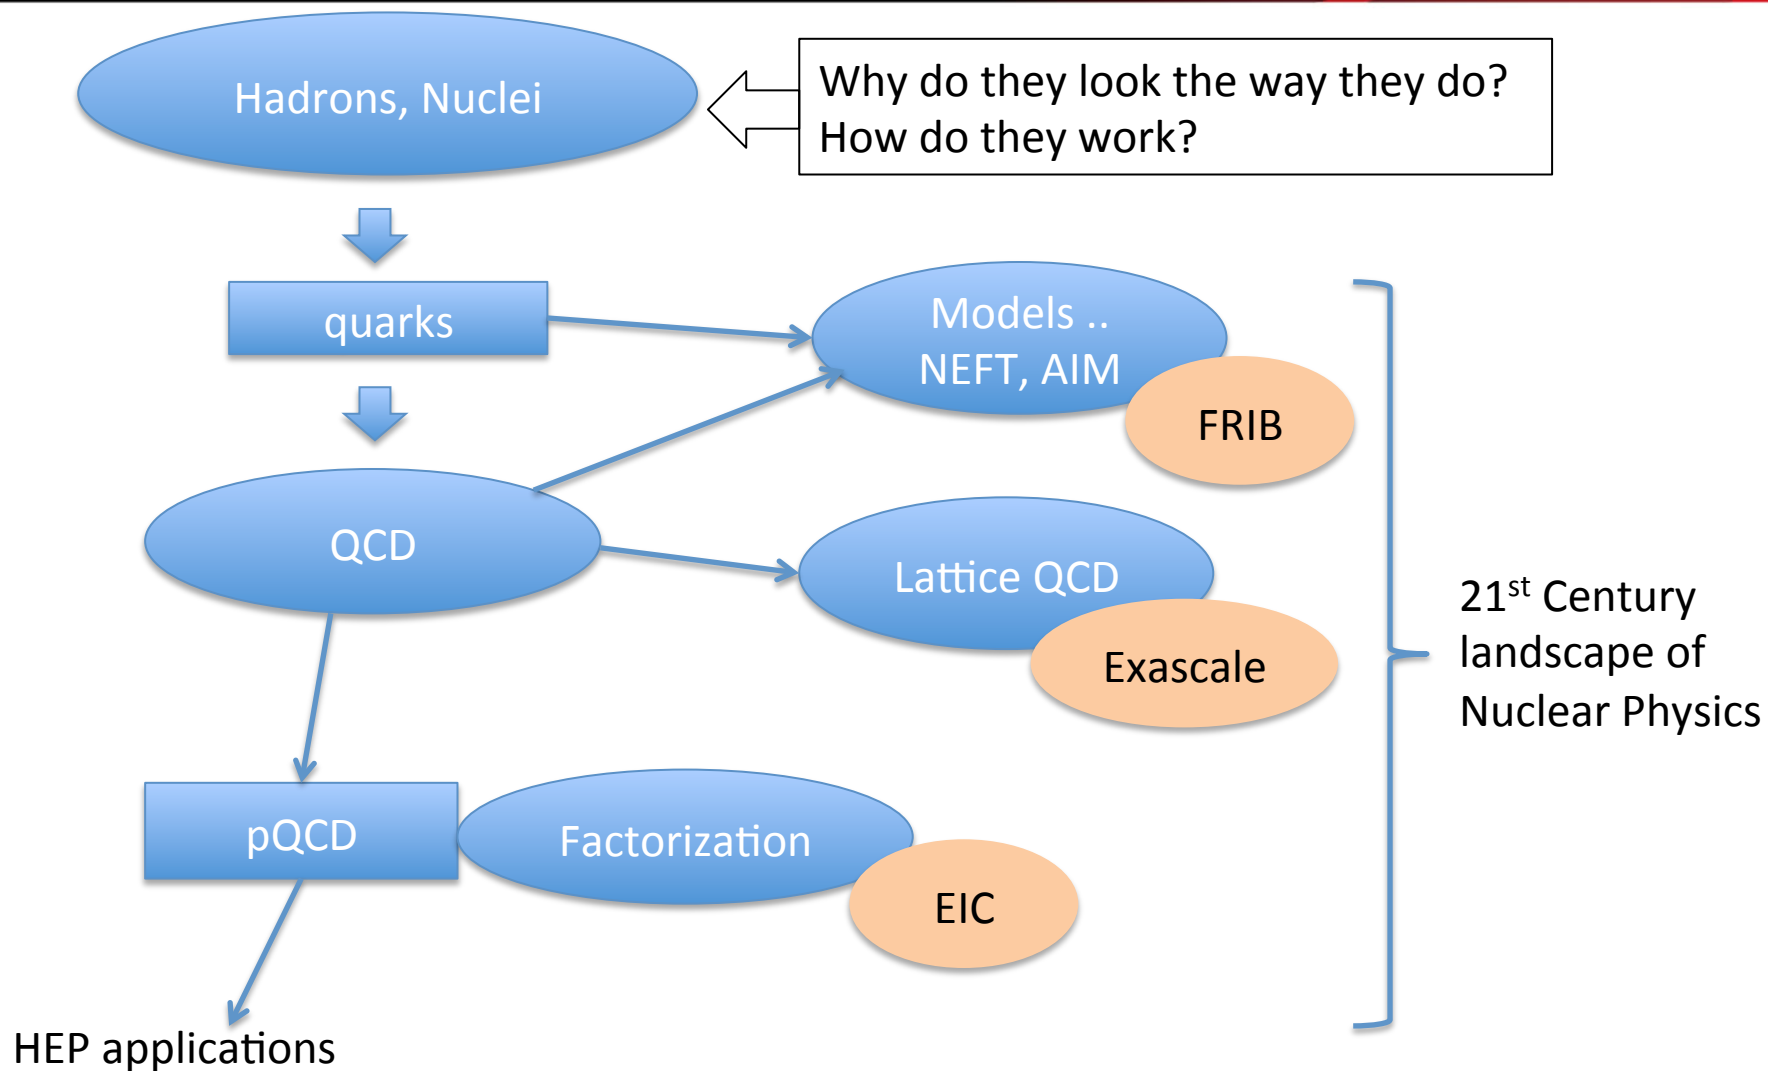 Hadrons, Nuclei
Why do they look the way they do?
How do they work?
quarks
Models ..
NEFT, AIM
FRIB
QCD
Lattice QCD
Exascale
21st Century
landscape of
Nuclear Physics
pQCD
Factorization
EIC
HEP applications